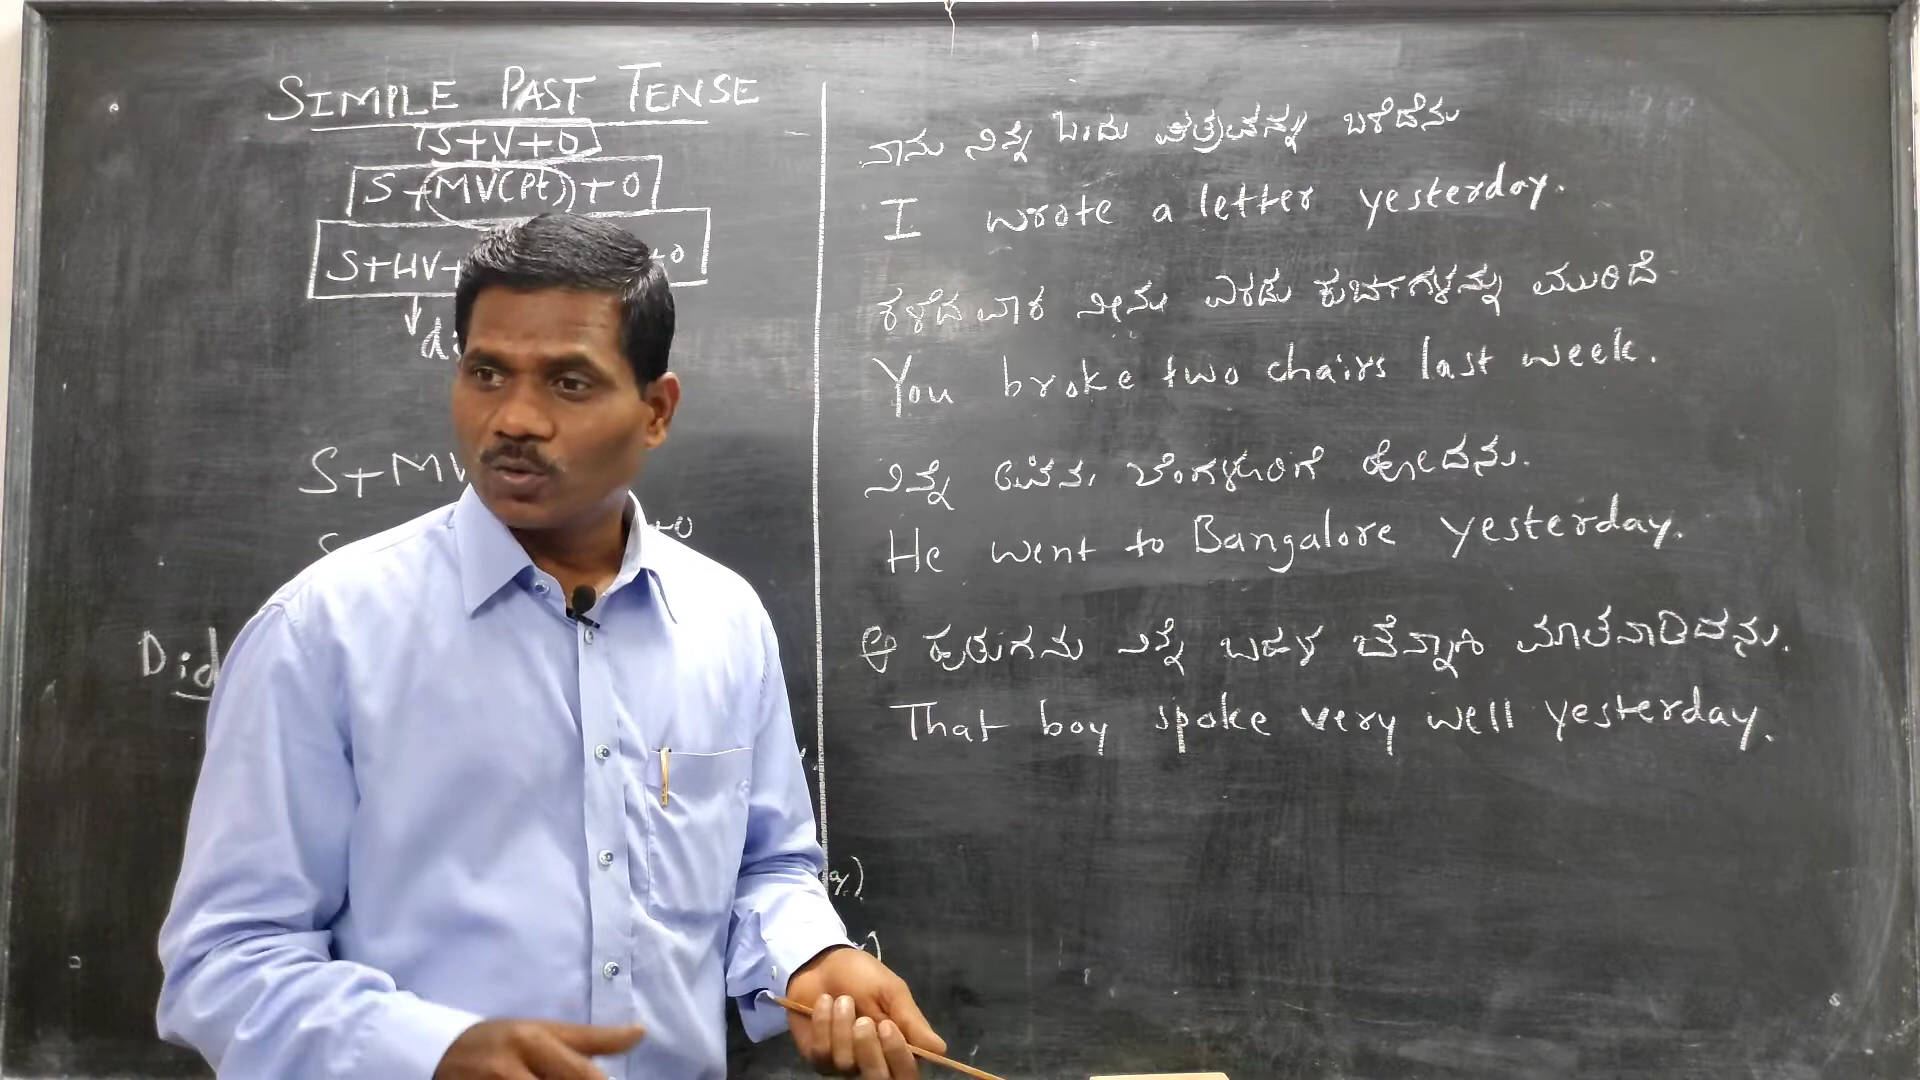 SIMPLE PAST TENSE
S+V+O
S+MV(Pt)+O
S+HV+
+O
S+MV
+O
Did
ನಾನು ನಿನ್ನೆ ಒಂದು ಪತ್ರವನ್ನು ಬರೆದೆನು
I wrote a letter yesterday.
ಕಳೆದ ವಾರ ನೀನು ಎರಡು ಕುರ್ಚಿಗಳನ್ನು ಮುರಿದೆ
You broke two chairs last week.
ನಿನ್ನೆ ಅವನು ಬೆಂಗಳೂರಿಗೆ ಹೋದನು.
He went to Bangalore yesterday.
ಆ ಹುಡುಗನು ನಿನ್ನೆ ಬಹಳ ಚೆನ್ನಾಗಿ ಮಾತನಾಡಿದನು.
That boy spoke very well yesterday.